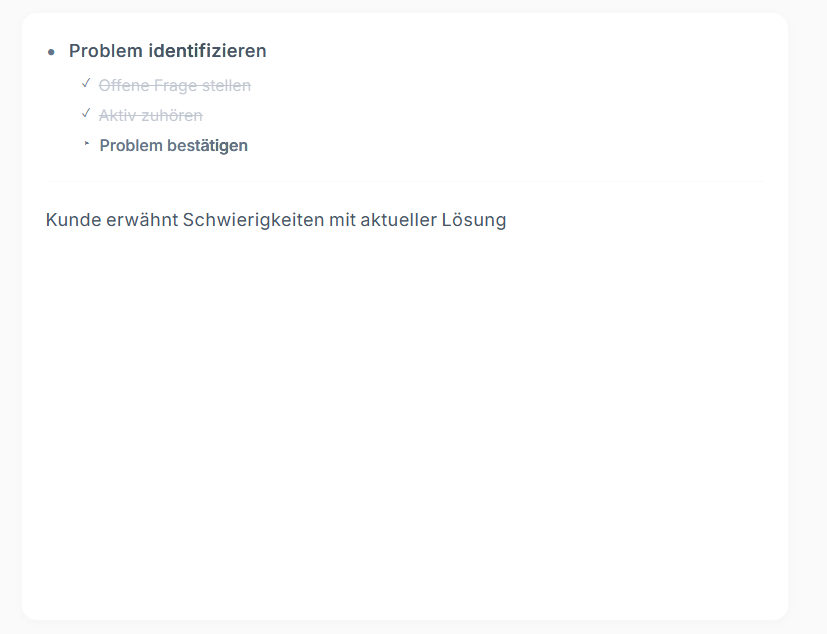 Problem identifizieren
Offene Frage stellen
Aktiv zuhören
Problem bestätigen
Kunde erwähnt Schwierigkeiten mit aktueller Lösung